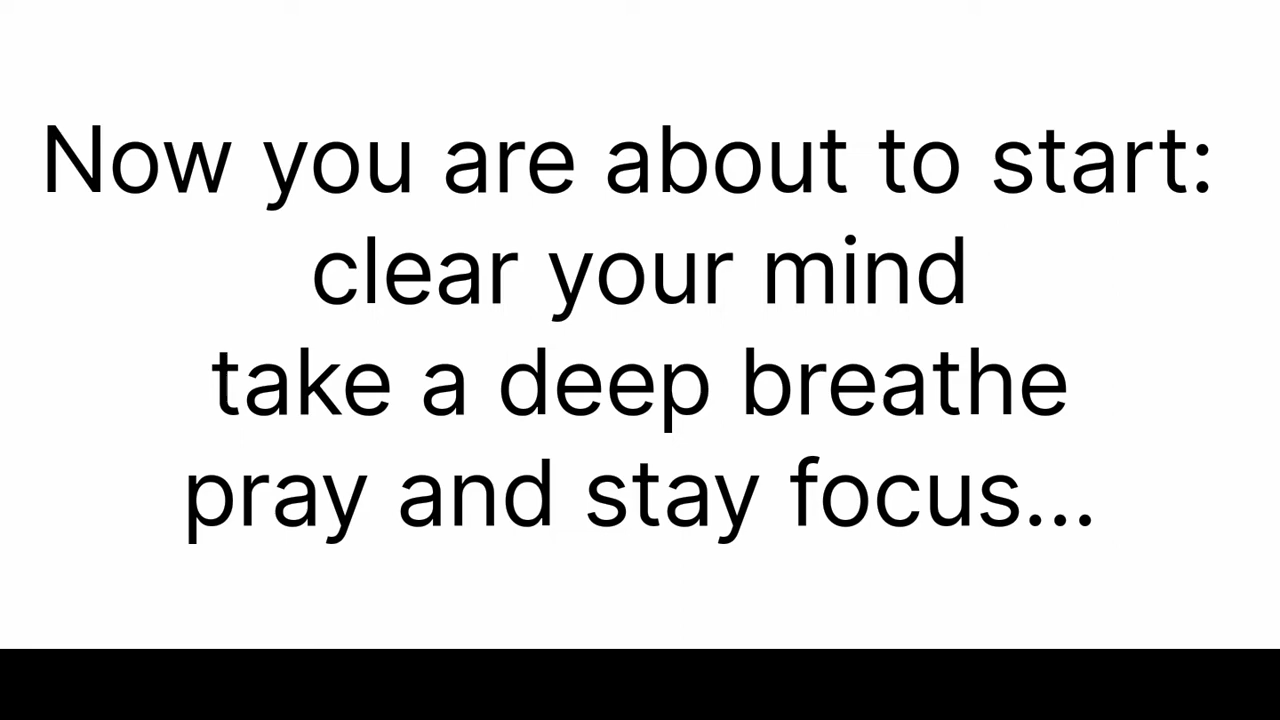 Now you are about to start:
clear your mind
take a deep breathe
pray and stay focus...